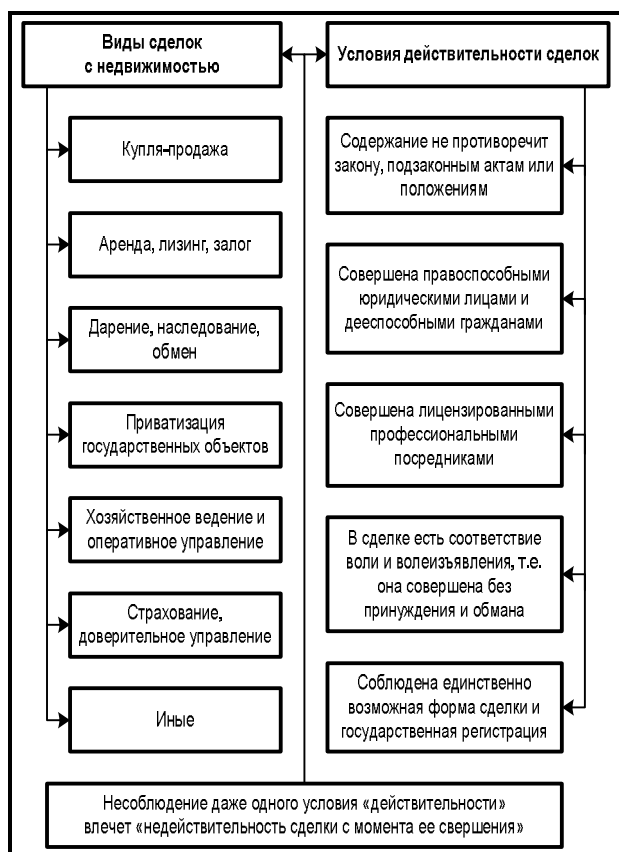 Виды сделок
с недвижимостью
Купля-продажа
Аренда, лизинг, залог
Дарение, наследование,
обмен
Приватизация
государственных объектов
Хозяйственное ведение и
оперативное управление
Страхование,
доверительное управление
Иные
Условия действительности сделок
Содержание не противоречит
закону, подзаконным актам или
положениям
Совершена правоспособными
юридическими лицами и
дееспособными гражданами
Совершена лицензированными
профессиональными
посредниками
В сделке есть соответствие
воли и волеизъявления, т.е.
она совершена без
принуждения и обмана
Соблюдена единственно
возможная форма сделки и
государственная регистрация
Несоблюдение даже одного условия «действительности»
влечет «недействительность сделки с момента ее свершения»